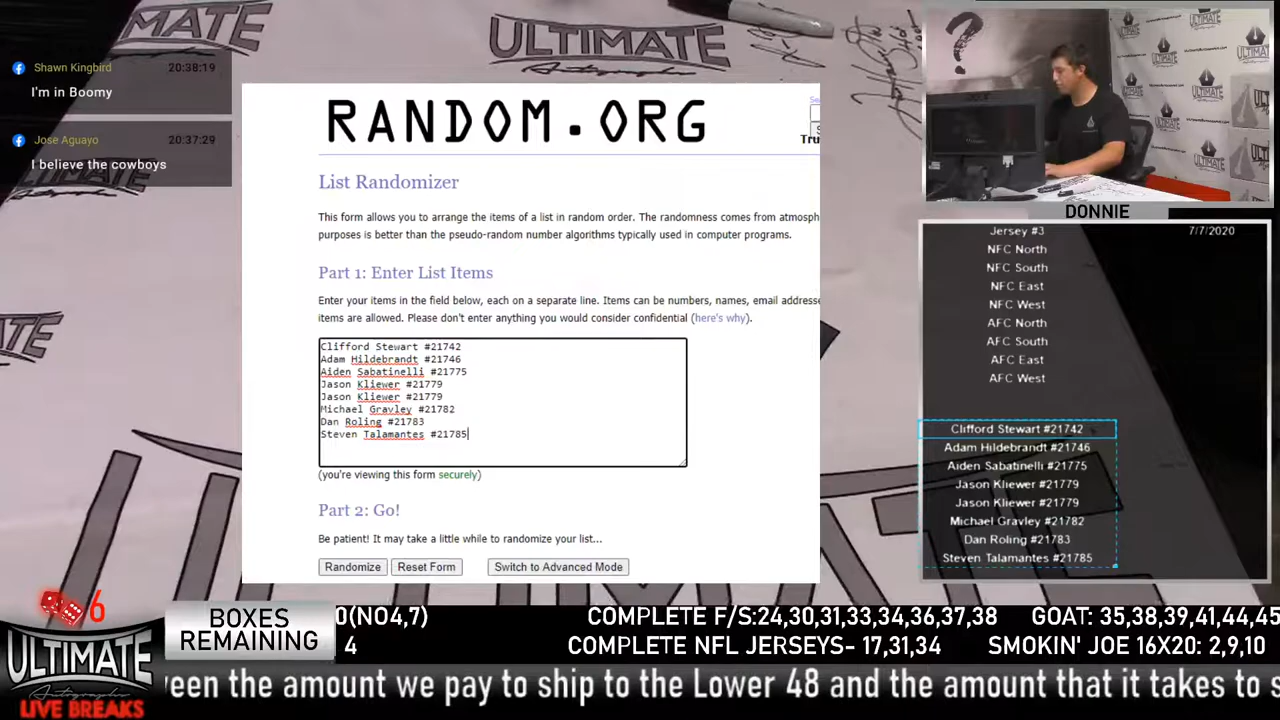 Shawn Kingbird 20:38:19
I'm in Boomy
Jose Aguayo 20:37:29
I believe the cowboys
ULTIMATE
ULTIMATE
RANDOM.ORG
List Randomizer
This form allows you to arrange the items of a list in random order. The randomness comes from atmosph
purposes is better than the pseudo-random number algorithms typically used in computer programs.
Part 1: Enter List Items
Enter your items in the field below, each on a separate line. Items can be numbers, names, email addresse
items are allowed. Please don't enter anything you would consider confidential (here's why).
Clifford Stewart #21742
Adam Hildebrandt #21746
Aiden Sabatinelli #21775
Jason Kliewer #21779
Jason Kliewer #21779
Michael Gravley #21782
Dan Roling #21783
Steven Talamantes #21785
(you're viewing this form securely)
Part 2: Go!
Be patient! It may take a little while to randomize your list...
Randomize Reset Form Switch to Advanced Mode
DONNIE
Jersey #3 7/7/2020
NFC North
NFC South
NFC East
NFC West
AFC North
AFC South
AFC East
AFC West
Clifford Stewart #21742
Adam Hildebrandt #21746
Aiden Sabatinelli #21775
Jason Kliewer #21779
Jason Kliewer #21779
Michael Gravley #21782
Dan Roling #21783
Steven Talamantes #21785
6
ULTIMATE
Autographs
LIVE BREAKS
BOXES
REMAINING
0(NO4,7) COMPLETE F/S:24,30,31,33,34,36,37,38 GOAT: 35,38,39,41,44,45
4 COMPLETE NFL JERSEYS- 17,31,34 SMOKIN' JOE 16X20: 2,9,10
veen the amount we pay to ship to the Lower 48 and the amount that it takes to s